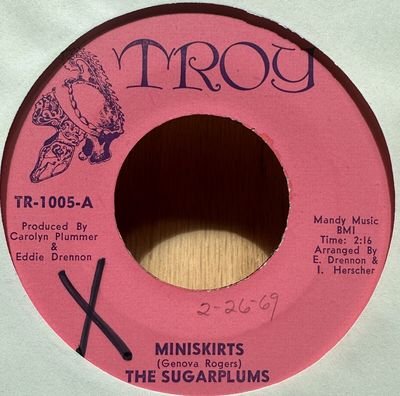 TROY
TR-1005-A
Produced By
Carolyn Plummer
&
Eddie Drennon
Mandy Music
BMI
Time: 2:16
Arranged By
E. Drennon &
I. Herscher
2-26-69
X
MINISKIRTS
(Genova Rogers)
THE SUGARPLUMS